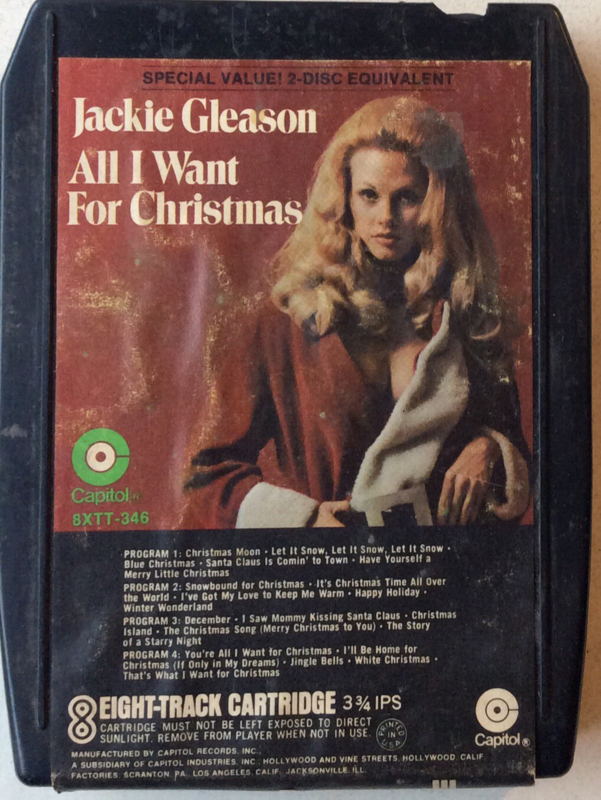 SPECIAL VALUE! 2-DISC EQUIVALENT
Jackie Gleason
All I Want
For Christmas
Capitol®
8XTT-346
PROGRAM 1: Christmas Moon • Let It Snow, Let It Snow, Let It Snow •
Blue Christmas • Santa Claus Is Comin' to Town • Have Yourself a
Merry Little Christmas
PROGRAM 2: Snowbound for Christmas • It's Christmas Time All Over
the World • I've Got My Love to Keep Me Warm • Happy Holiday •
Winter Wonderland
PROGRAM 3: December • I Saw Mommy Kissing Santa Claus • Christmas
Island • The Christmas Song (Merry Christmas to You) • The Story
of a Starry Night
PROGRAM 4: You're All I Want for Christmas • I'll Be Home for
Christmas (If Only in My Dreams) • Jingle Bells • White Christmas •
That's What I Want for Christmas
8 EIGHT-TRACK CARTRIDGE 3 3/4 IPS
CARTRIDGE MUST NOT BE LEFT EXPOSED TO DIRECT
SUNLIGHT. REMOVE FROM PLAYER WHEN NOT IN USE.
PRINTED IN U.S.A.
Capitol®
MANUFACTURED BY CAPITOL RECORDS, INC.,
A SUBSIDIARY OF CAPITOL INDUSTRIES, INC., HOLLYWOOD AND VINE STREETS, HOLLYWOOD, CALIF.
FACTORIES: SCRANTON, PA., LOS ANGELES, CALIF., JACKSONVILLE, ILL.